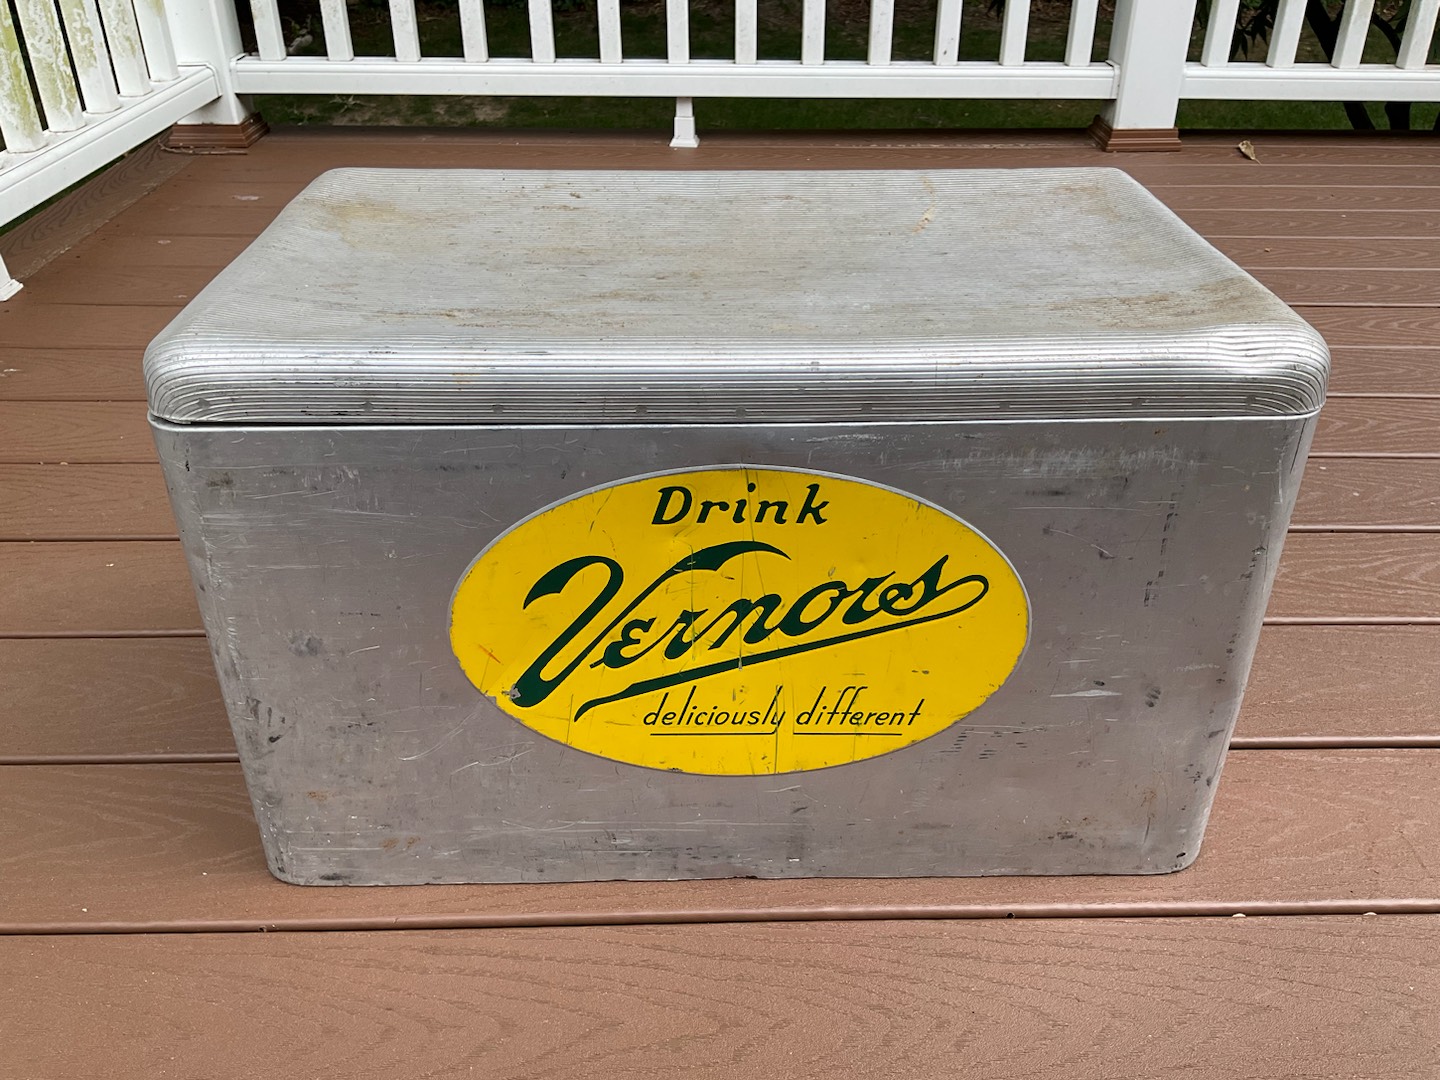 Drink
Vernors
deliciously different